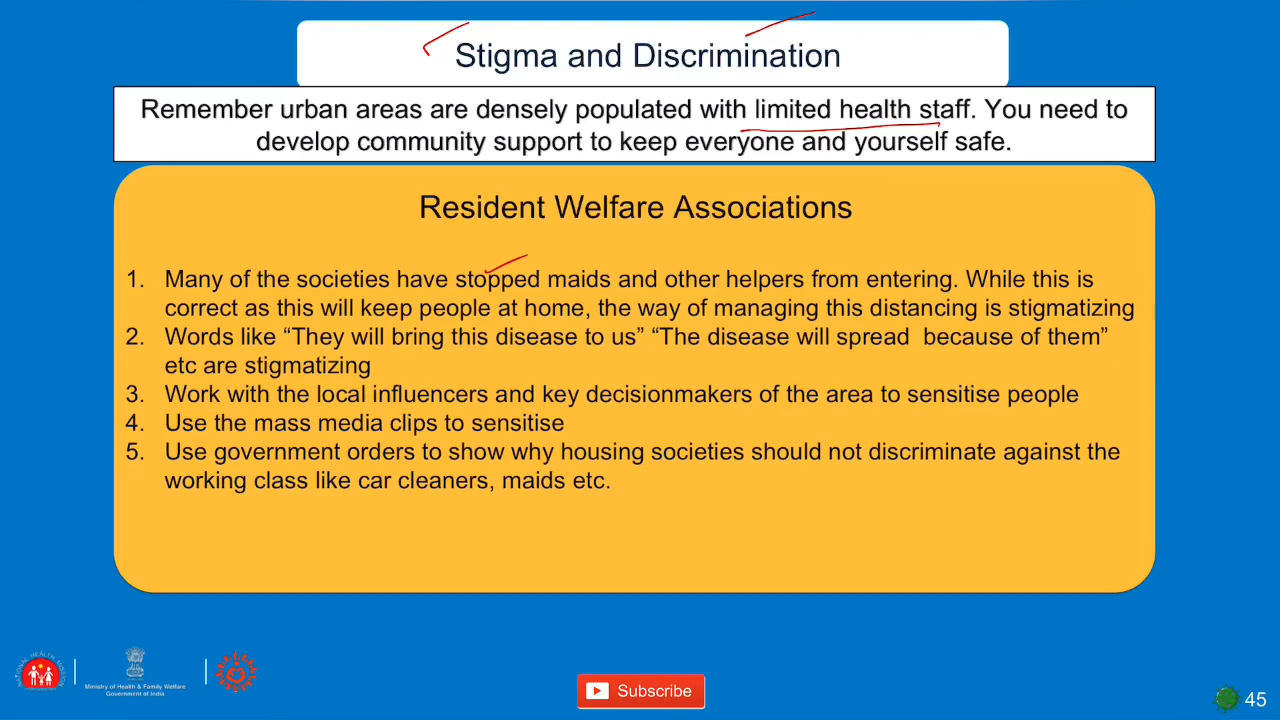 Stigma and Discrimination
Remember urban areas are densely populated with limited health staff. You need to
develop community support to keep everyone and yourself safe.
Resident Welfare Associations
1. Many of the societies have stopped maids and other helpers from entering. While this is
correct as this will keep people at home, the way of managing this distancing is stigmatizing
2. Words like “They will bring this disease to us” “The disease will spread because of them”
etc are stigmatizing
3. Work with the local influencers and key decisionmakers of the area to sensitise people
4. Use the mass media clips to sensitise
5. Use government orders to show why housing societies should not discriminate against the
working class like car cleaners, maids etc.
NATIONAL HEALTH MISSION
Ministry of Health & Family Welfare
Government of India
Subscribe
45